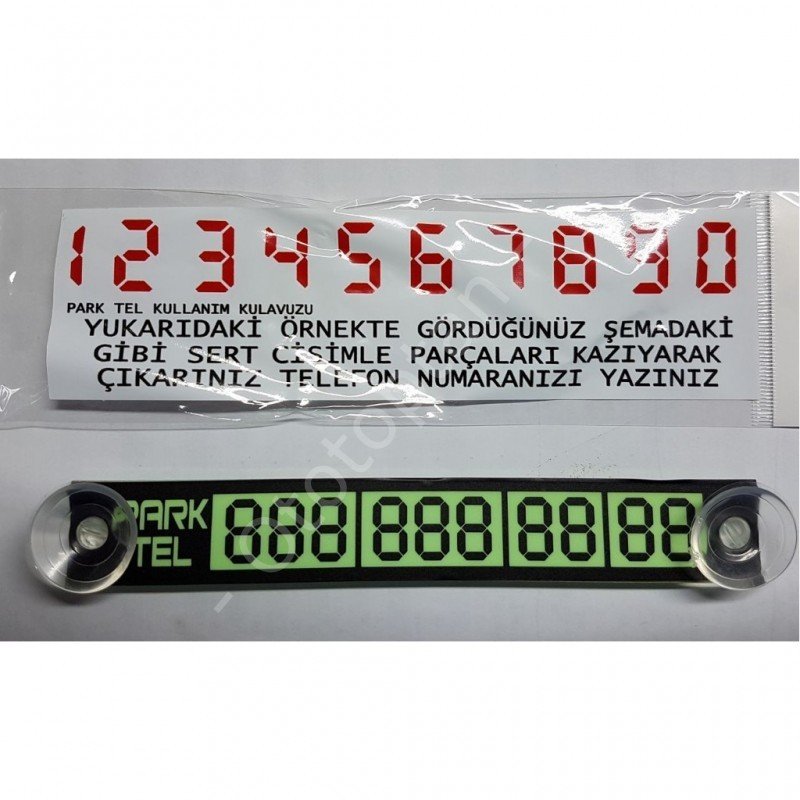 1234567890
PARK TEL KULLANIM KULAVUZU
YUKARIDAKİ ÖRNEKTE GÖRDÜĞÜNÜZ ŞEMADAKİ
GİBİ SERT CİSİMLE PARÇALARI KAZIYARAK
ÇIKARINIZ TELEFON NUMARANIZI YAZINIZ
PARK
TEL
888 888 88 88